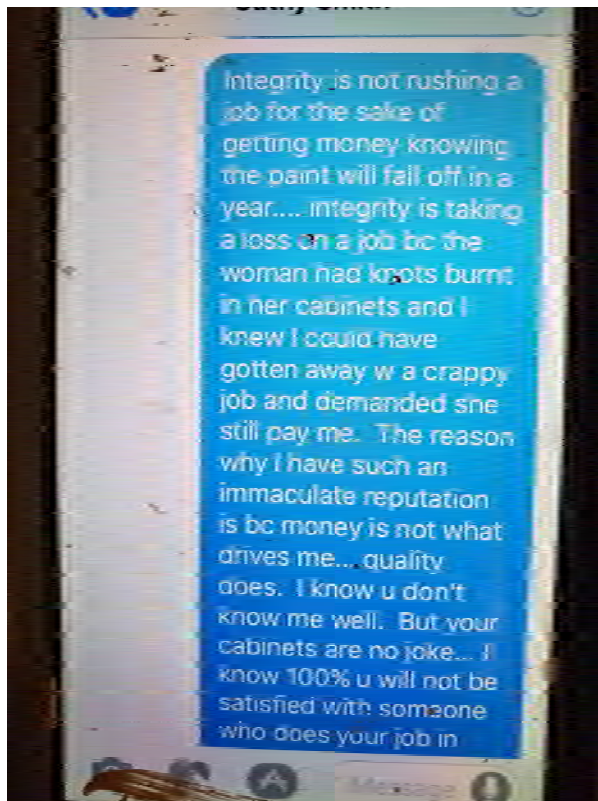 Integrity is not rushing a
job for the sake of
getting money knowing
the paint will fall off in a
year.... integrity is taking
a loss on a job bc the
woman had knots burnt
in her cabinets and I
knew I could have
gotten away w a crappy
job and demanded she
still pay me.  The reason
why I have such an
immaculate reputation
is bc money is not what
drives me... quality
does.  I know u don't
know me well.  But your
cabinets are no joke... I
know 100% u will not be
satisfied with someone
who does your job in
iMessage